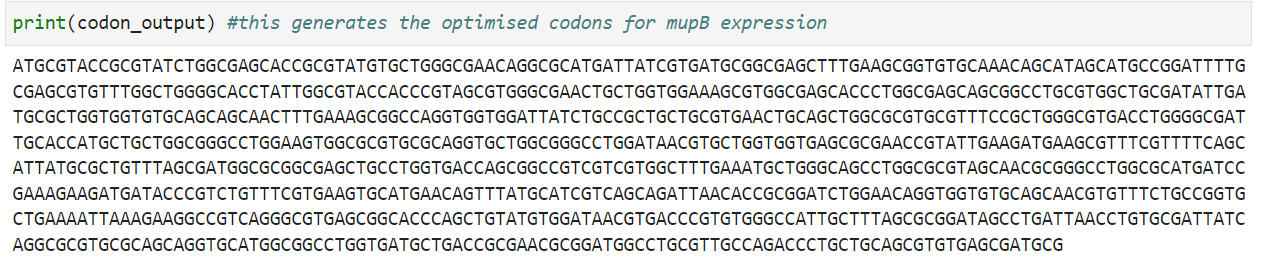 print(codon_output) #this generates the optimised codons for mupB expression
ATGCGTACCGCGTATCTGGCGAGCACCGCGTATGTGCTGGGCGAACAGGCGCATGATTATCGTGATGCGGCGAGCTTTGAAGCGGTGTGCAAACAGCATAGCATGCCGGATTTTG
CGAGCGTGTTTGGCTGGGGCACCTATTGGCGTACCACCCGTAGCGTGGGCGAACTGCTGGTGGAAAGCGTGGCGAGCACCCTGGCGAGCAGCGGCCTGCGTGGCTGCGATATTGA
TGCGCTGGTGGTGTGCAGCAGCAACTTTGAAAGCGGCCAGGTGGTGGATTATCTGCCGCTGCTGCGTGAACTGCAGCTGGCGCGTGCGTTTCCGCTGGGCGTGACCTGGGGCGAT
TGCACCATGCTGCTGGCGGGCCTGGAAGTGGCGCGTGCGCAGGTGCTGGCGGGCCTGGATAACGTGCTGGTGGTGAGCGCGAACCGTATTGAAGATGAAGCGTTTCGTTTTCAGC
ATTATGCGCTGTTTAGCGATGGCGCGGCGAGCTGCCTGGTGACCAGCGGCCGTCGTCGTGGCTTTGAAATGCTGGGCAGCCTGGCGCGTAGCAACGCGGGCCTGGCGCATGATCC
GAAAGAAGATGATACCCGTCTGTTTCGTGAAGTGCATGAACAGTTTATGCATCGTCAGCAGATTAACACCGCGGATCTGGAACAGGTGGTGTGCAGCAACGTGTTTCTGCCGGTG
CTGAAAATTAAAGAAGGCCGTCAGGGCGTGAGCGGCACCCAGCTGTATGTGGATAACGTGACCCGTGTGGGCCATTGCTTTAGCGCGGATAGCCTGATTAACCTGTGCGATTATC
AGGCGCGTGCGCAGCAGGTGCATGGCGGCCTGGTGATGCTGACCGCGAACGCGGATGGCCTGCGTTGCCAGACCCTGCTGCAGCGTGTGAGCGATGCG